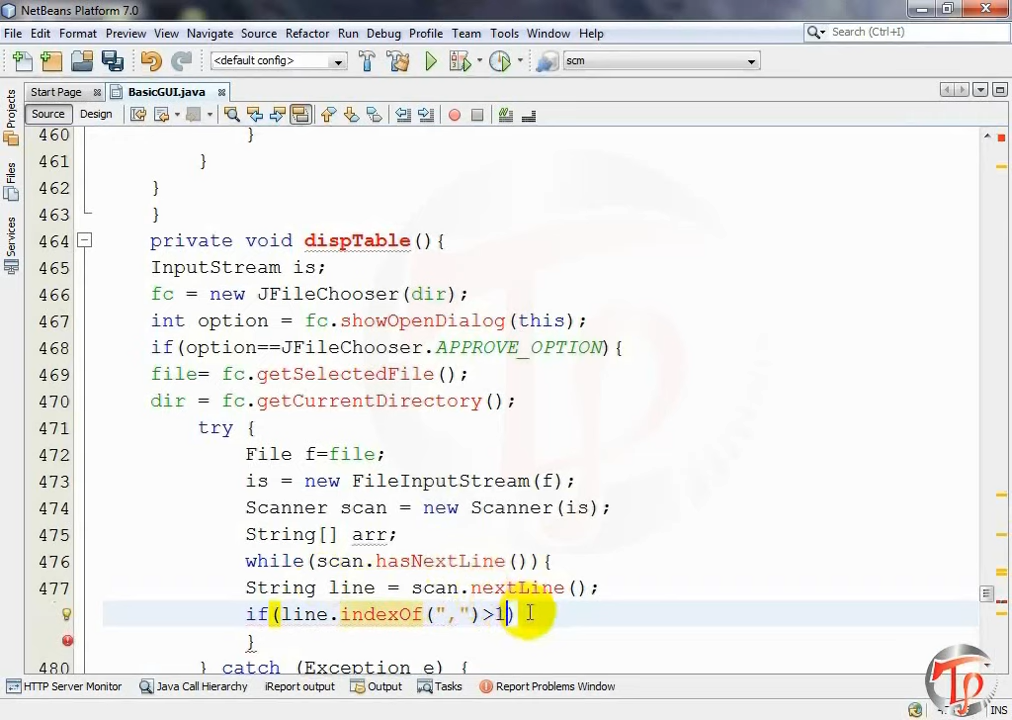 NetBeans Platform 7.0
File Edit Format Preview View Navigate Source Refactor Run Debug Profile Team Tools Window Help
Search (Ctrl+I)
<default config>
scm
Start Page
BasicGUI.java
Source Design
Projects
Files
Services
460 }
461 }
462 }
463 }
464 private void dispTable(){
465 InputStream is;
466 fc = new JFileChooser(dir);
467 int option = fc.showOpenDialog(this);
468 if(option==JFileChooser.APPROVE_OPTION){
469 file= fc.getSelectedFile();
470 dir = fc.getCurrentDirectory();
471 try {
472 File f=file;
473 is = new FileInputStream(f);
474 Scanner scan = new Scanner(is);
475 String[] arr;
476 while(scan.hasNextLine()){
477 String line = scan.nextLine();
if(line.indexOf(",")>1)
}
480 } catch (Exception e) {
HTTP Server Monitor Java Call Hierarchy iReport output Output Tasks Report Problems Window
Tp
INS